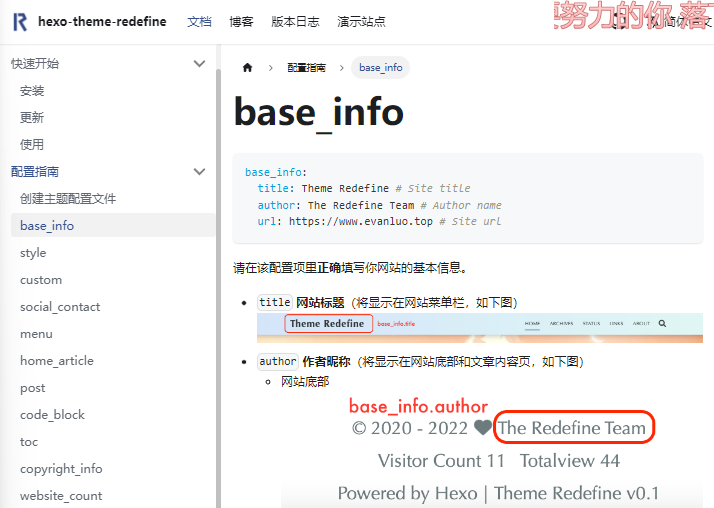 hexo-theme-redefine 文档 博客 版本日志 演示站点
要努力的你 落
简体中文
快速开始
安装
更新
使用
配置指南
创建主题配置文件
base_info
style
custom
social_contact
menu
home_article
post
code_block
toc
copyright_info
website_count
配置指南 base_info
base_info
base_info:
title: Theme Redefine # Site title
author: The Redefine Team # Author name
url: https://www.evanluo.top # Site url
请在该配置项里正确填写你网站的基本信息。
title 网站标题（将显示在网站菜单栏，如下图）
Theme Redefine base_info.title HOME ARCHIVES STATUS LINKS ABOUT
author 作者昵称（将显示在网站底部和文章内容页，如下图）
网站底部
base_info.author
© 2020 - 2022 The Redefine Team
Visitor Count 11 Totalview 44
Powered by Hexo | Theme Redefine v0.1